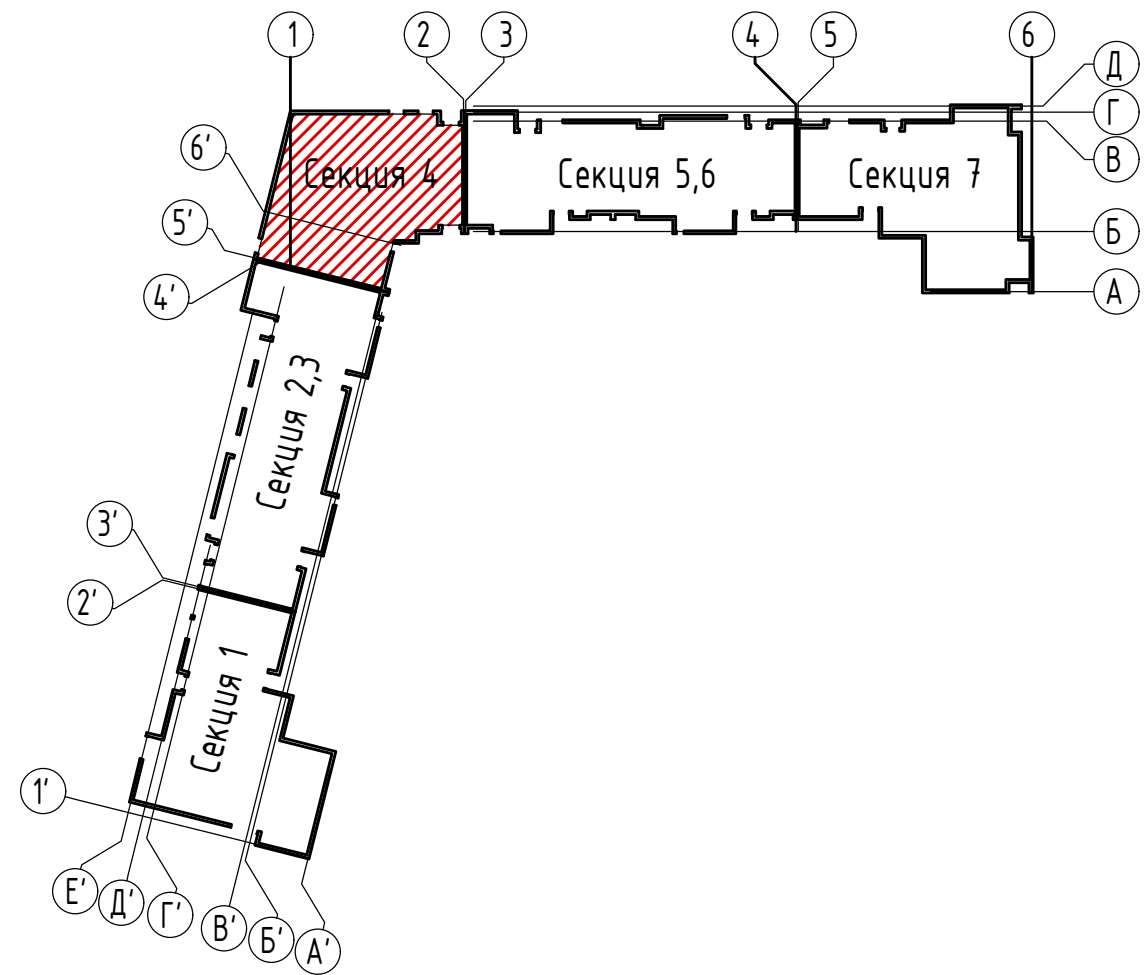 1
2
3
4
5
6
Д
Г
В
Б
А
6'
5'
4'
Секция 4
Секция 5,6
Секция 7
Секция 2,3
3'
2'
Секция 1
1'
Е'
Д'
Г'
В'
Б'
А'